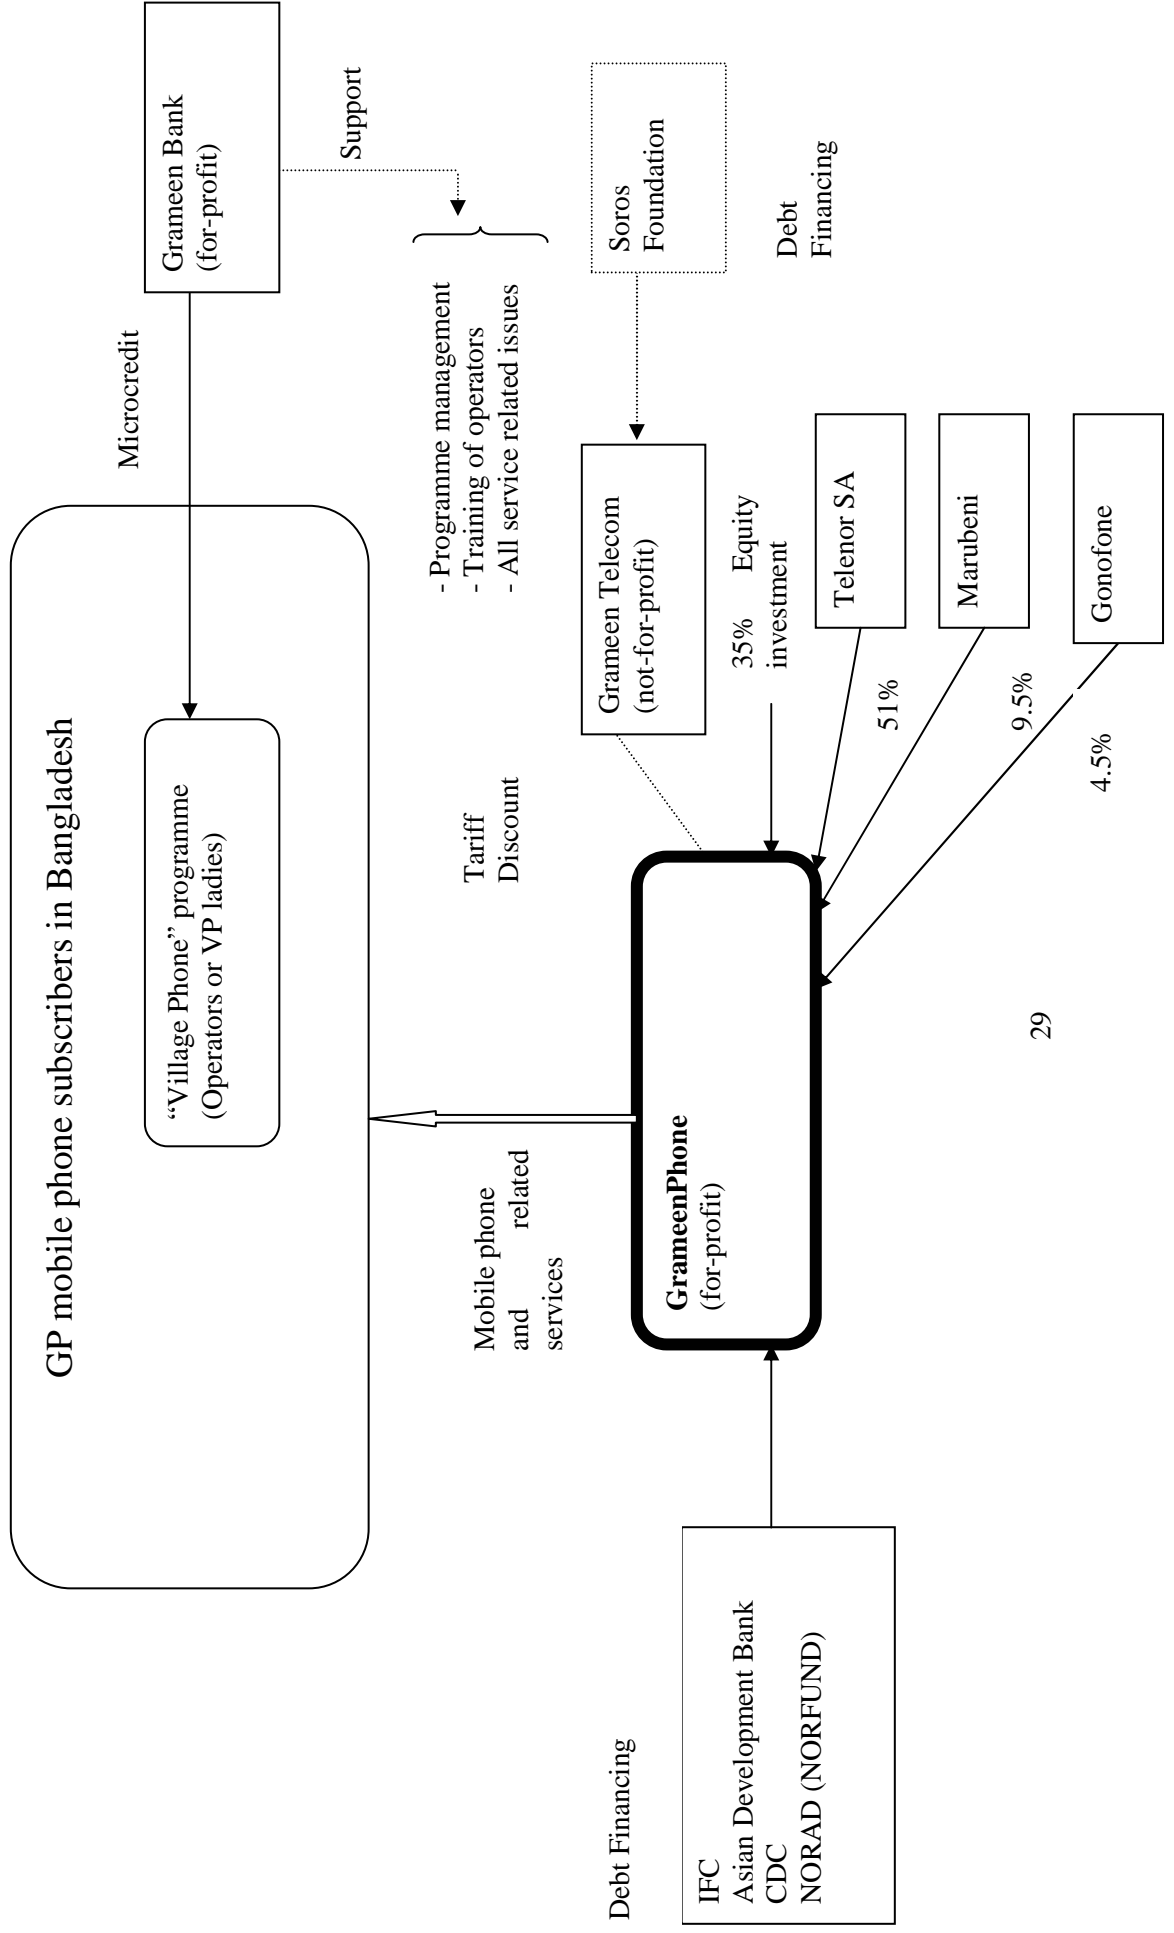 GP mobile phone subscribers in Bangladesh
“Village Phone” programme
(Operators or VP ladies)
Microcredit
Grameen Bank
(for-profit)
Support
- Programme management
- Training of operators
- All service related issues
Mobile phone
and related
services
Tariff
Discount
Debt Financing
IFC
Asian Development Bank
CDC
NORAD (NORFUND)
GrameenPhone
(for-profit)
Grameen Telecom
(not-for-profit)
Soros
Foundation
Debt
Financing
35% Equity
investment
Telenor SA
51%
Marubeni
9.5%
Gonofone
4.5%
29